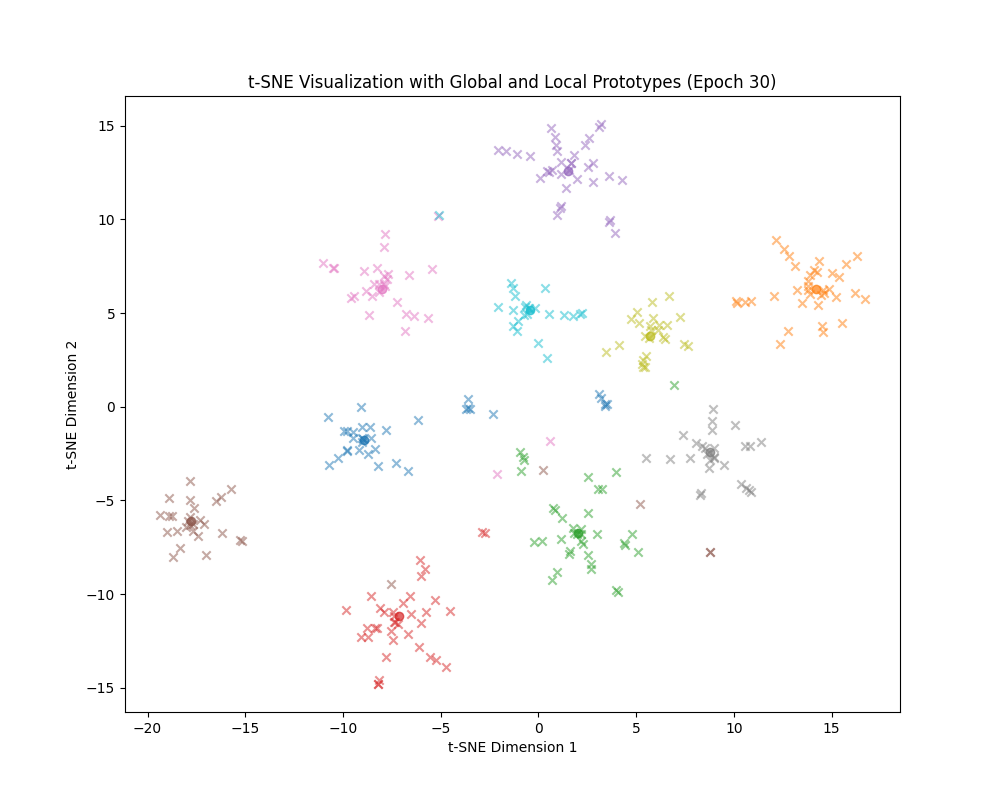 t-SNE Visualization with Global and Local Prototypes (Epoch 30)
15
10
5
0
−5
−10
−15
t-SNE Dimension 2
−20 −15 −10 −5 0 5 10 15
t-SNE Dimension 1